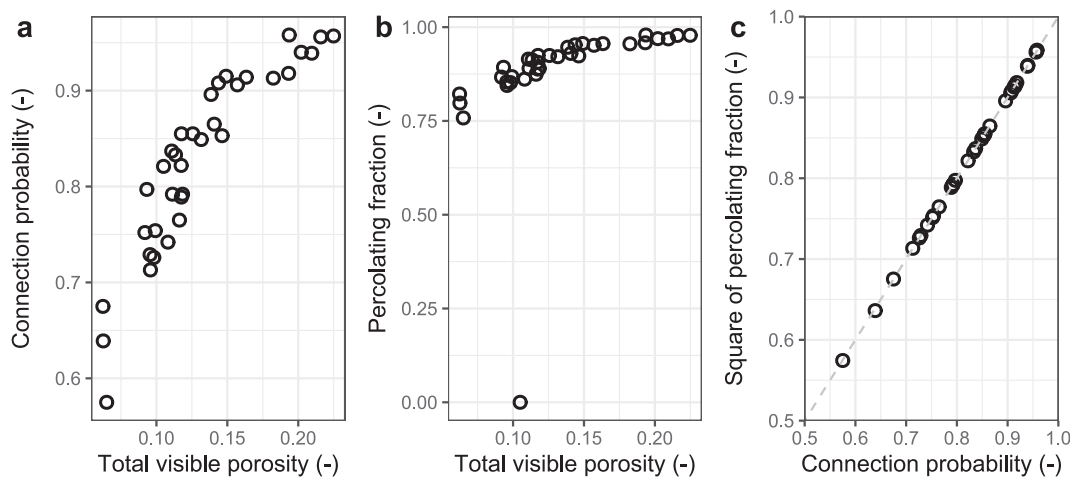 a
Connection probability (-)
0.9
0.8
0.7
0.6
0.10 0.15 0.20
Total visible porosity (-)
b
Percolating fraction (-)
1.00
0.75
0.50
0.25
0.00
0.10 0.15 0.20
Total visible porosity (-)
c
Square of percolating fraction (-)
1.0
0.9
0.8
0.7
0.6
0.5
0.5 0.6 0.7 0.8 0.9 1.0
Connection probability (-)